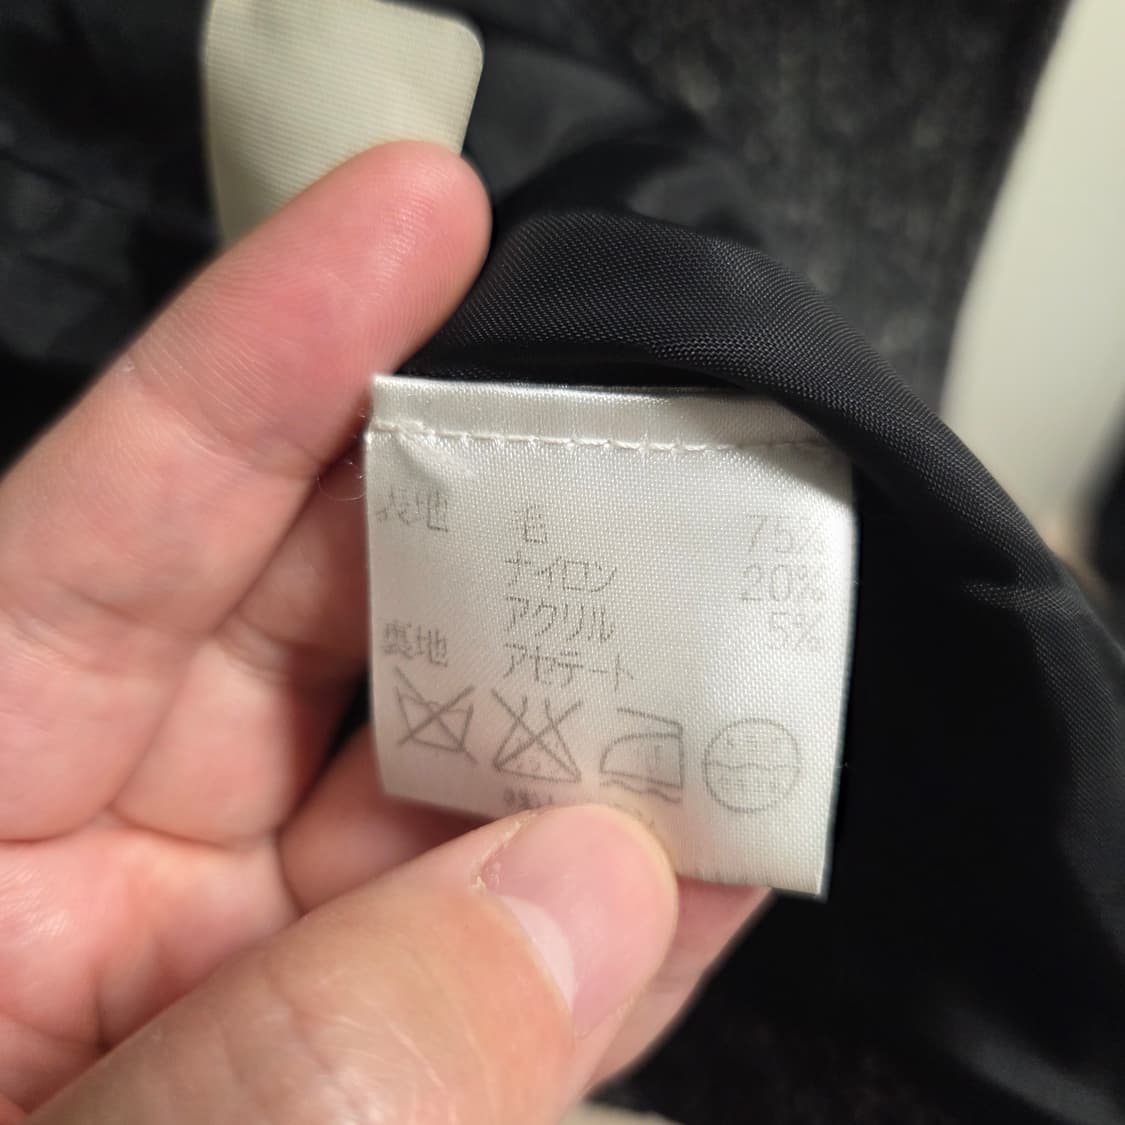 表地 毛 75%
ナイロン 20%
アクリル 5%
裏地 アセテート